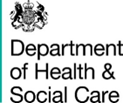 Department
of Health &
Social Care